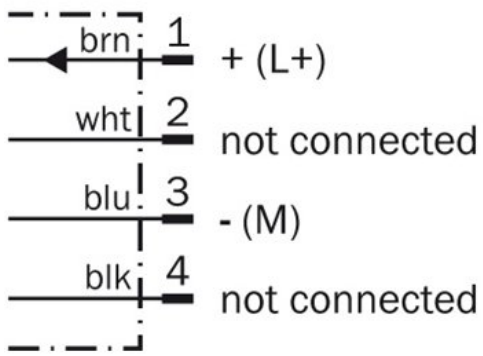 brn 1 + (L+)
wht 2 not connected
blu 3 - (M)
blk 4 not connected